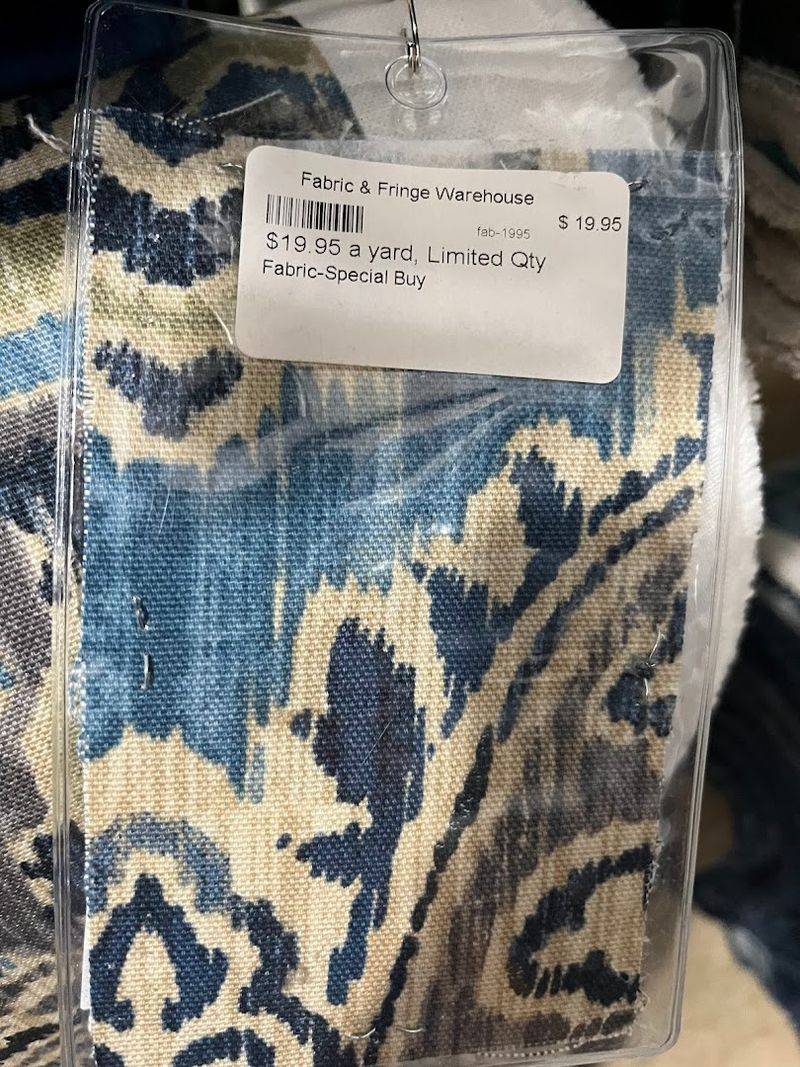 Fabric & Fringe Warehouse
$ 19.95
fab-1995
$19.95 a yard, Limited Qty
Fabric-Special Buy